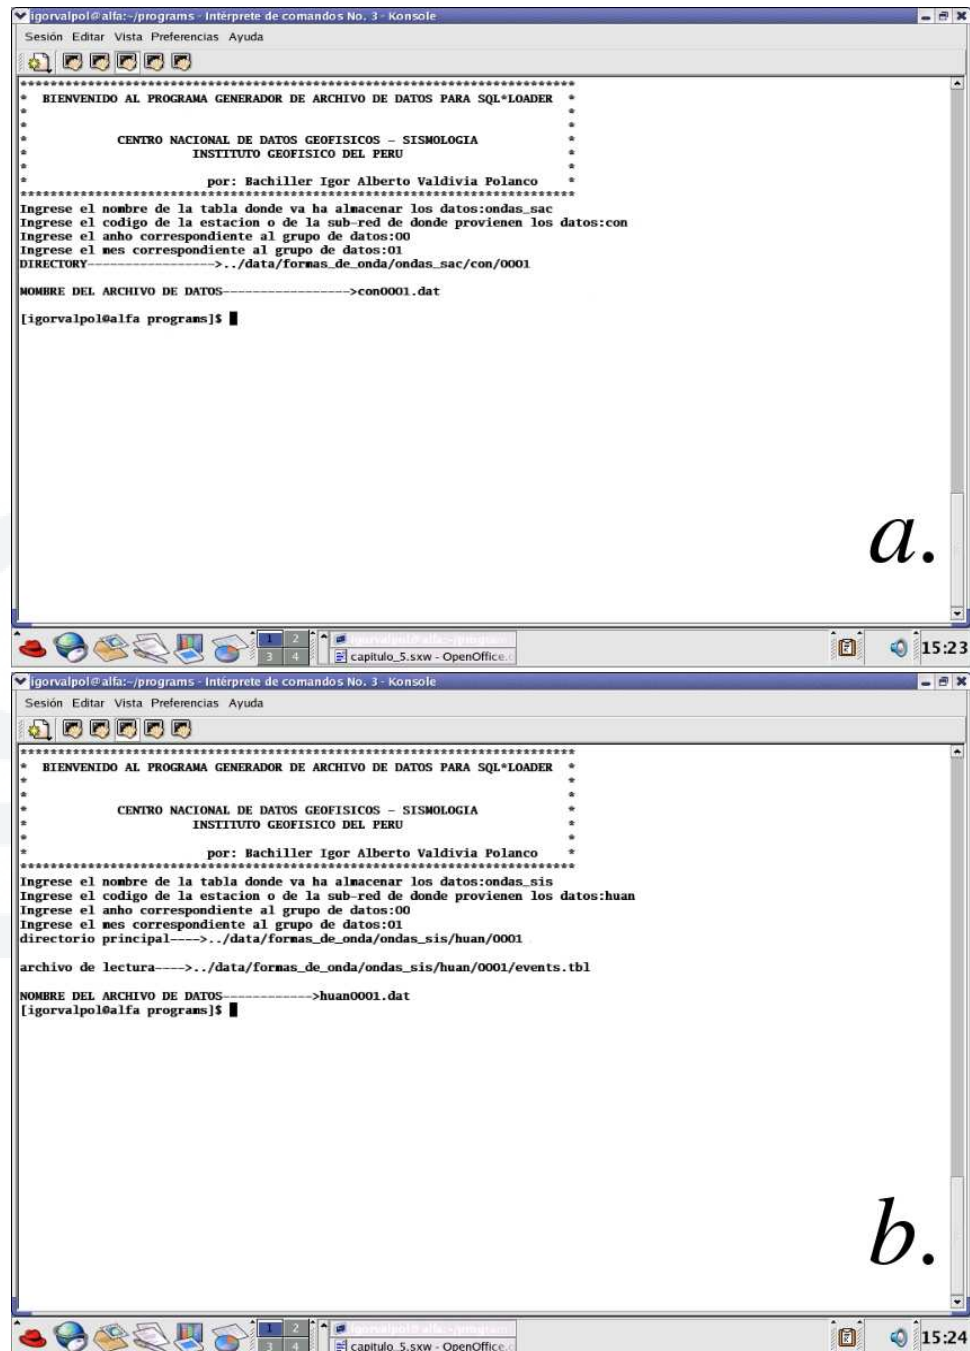 igorvalpol@alfa:~/programs - Intérprete de comandos No. 3 - Konsole
Sesión Editar Vista Preferencias Ayuda
****************************************************************************
* BIENVENIDO AL PROGRAMA GENERADOR DE ARCHIVO DE DATOS PARA SQL*LOADER *
* *
* *
* CENTRO NACIONAL DE DATOS GEOFISICOS - SISMOLOGIA *
* INSTITUTO GEOFISICO DEL PERU *
* *
* por: Bachiller Igor Alberto Valdivia Polanco *
****************************************************************************
Ingrese el nombre de la tabla donde va ha almacenar los datos:ondas_sac
Ingrese el codigo de la estacion o de la sub-red de donde provienen los datos:con
Ingrese el anho correspondiente al grupo de datos:00
Ingrese el mes correspondiente al grupo de datos:01
DIRECTORY----------------->../data/formas_de_onda/ondas_sac/con/0001
NOMBRE DEL ARCHIVO DE DATOS----------------->con0001.dat
[igorvalpol@alfa programs]$
a.
1 2
3 4
capitulo_5.sxw - OpenOffice.
15:23
igorvalpol@alfa:~/programs - Intérprete de comandos No. 3 - Konsole
Sesión Editar Vista Preferencias Ayuda
****************************************************************************
* BIENVENIDO AL PROGRAMA GENERADOR DE ARCHIVO DE DATOS PARA SQL*LOADER *
* *
* *
* CENTRO NACIONAL DE DATOS GEOFISICOS - SISMOLOGIA *
* INSTITUTO GEOFISICO DEL PERU *
* *
* por: Bachiller Igor Alberto Valdivia Polanco *
****************************************************************************
Ingrese el nombre de la tabla donde va ha almacenar los datos:ondas_sis
Ingrese el codigo de la estacion o de la sub-red de donde provienen los datos:huan
Ingrese el anho correspondiente al grupo de datos:00
Ingrese el mes correspondiente al grupo de datos:01
directorio principal---->../data/formas_de_onda/ondas_sis/huan/0001
archivo de lectura---->../data/formas_de_onda/ondas_sis/huan/0001/events.tbl
NOMBRE DEL ARCHIVO DE DATOS------------>huan0001.dat
[igorvalpol@alfa programs]$
b.
1 2
3 4
capitulo_5.sxw - OpenOffice.
15:24